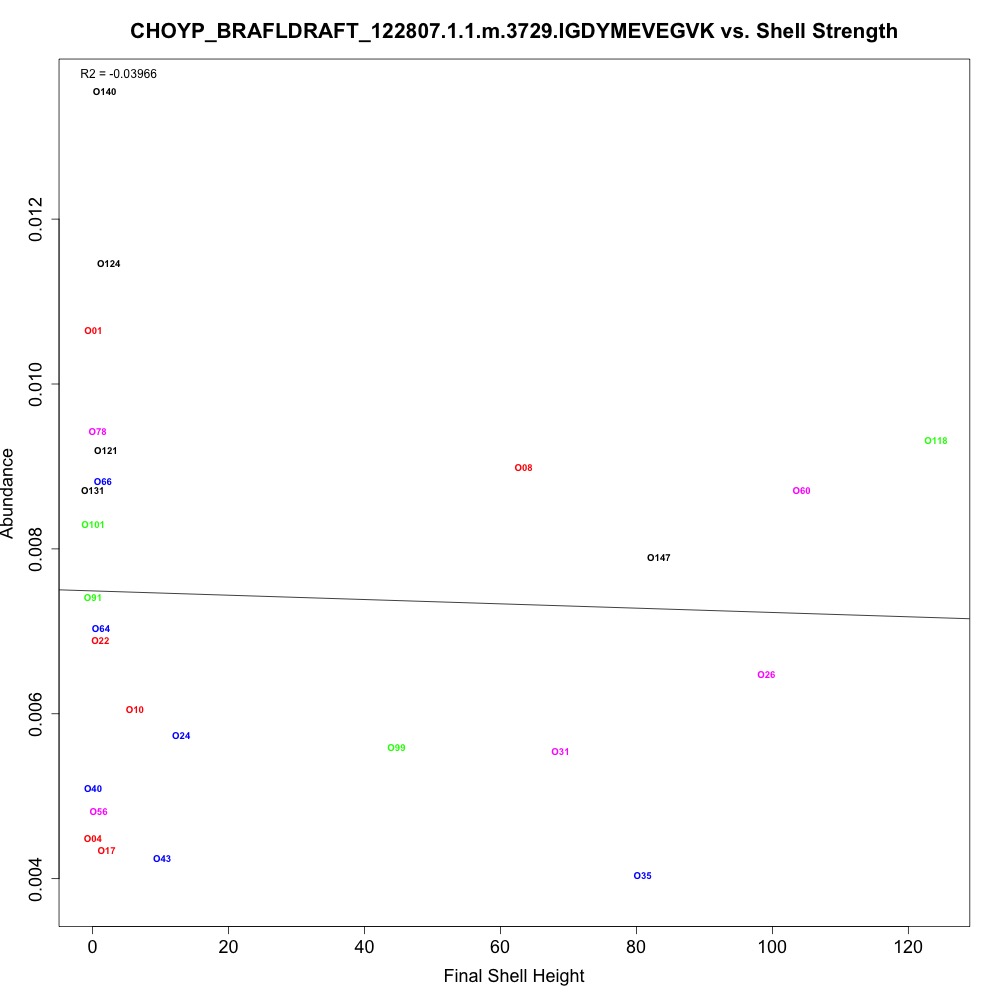 CHOYP_BRAFLDRAFT_122807.1.1.m.3729.IGDYMEVEGVK vs. Shell Strength
R2 = -0.03966
O140
0.012
O124
O01
0.010
O78
O118
O121
O08
O66
O131
O60
O101
Abundance
0.008
O147
O91
O64
O22
O26
O10
0.006
O24
O99
O31
O40
O56
O04
O17
O43
0.004
O35
0 20 40 60 80 100 120
Final Shell Height